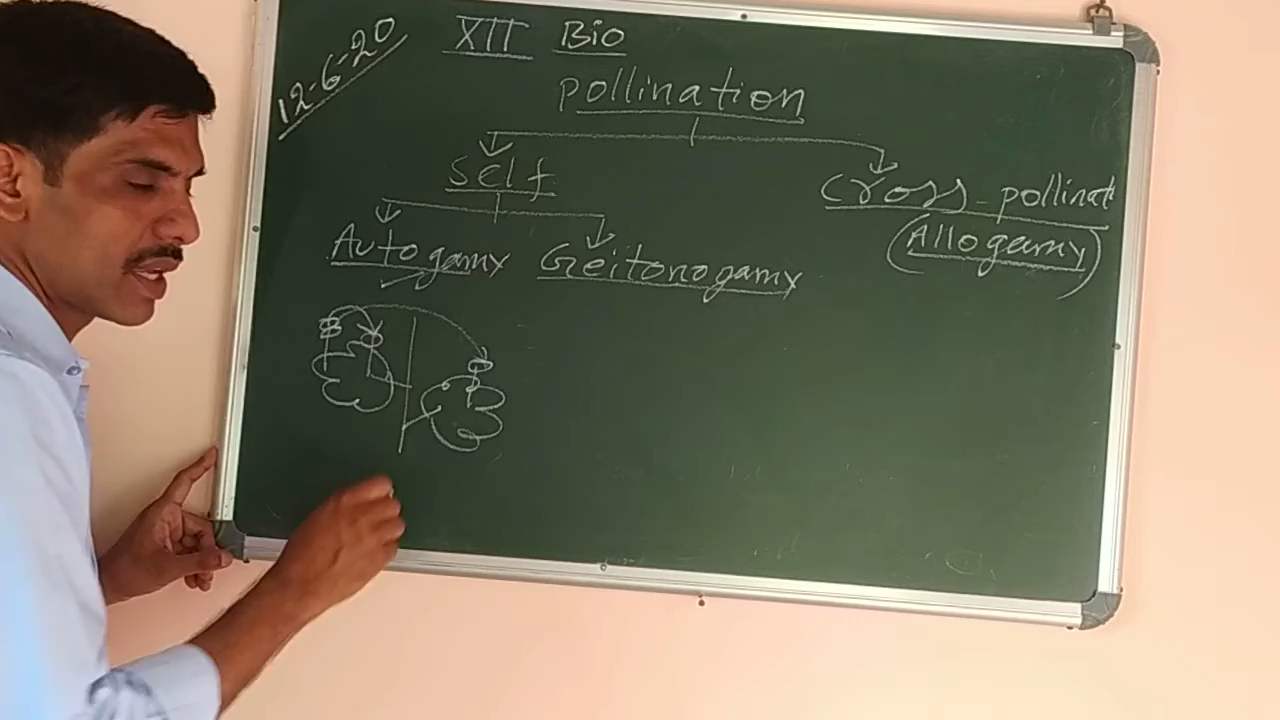 12-6-20
XII Bio
pollination
Self
Cross-pollinat
Autogamy Geitonogamy
(Allogamy)